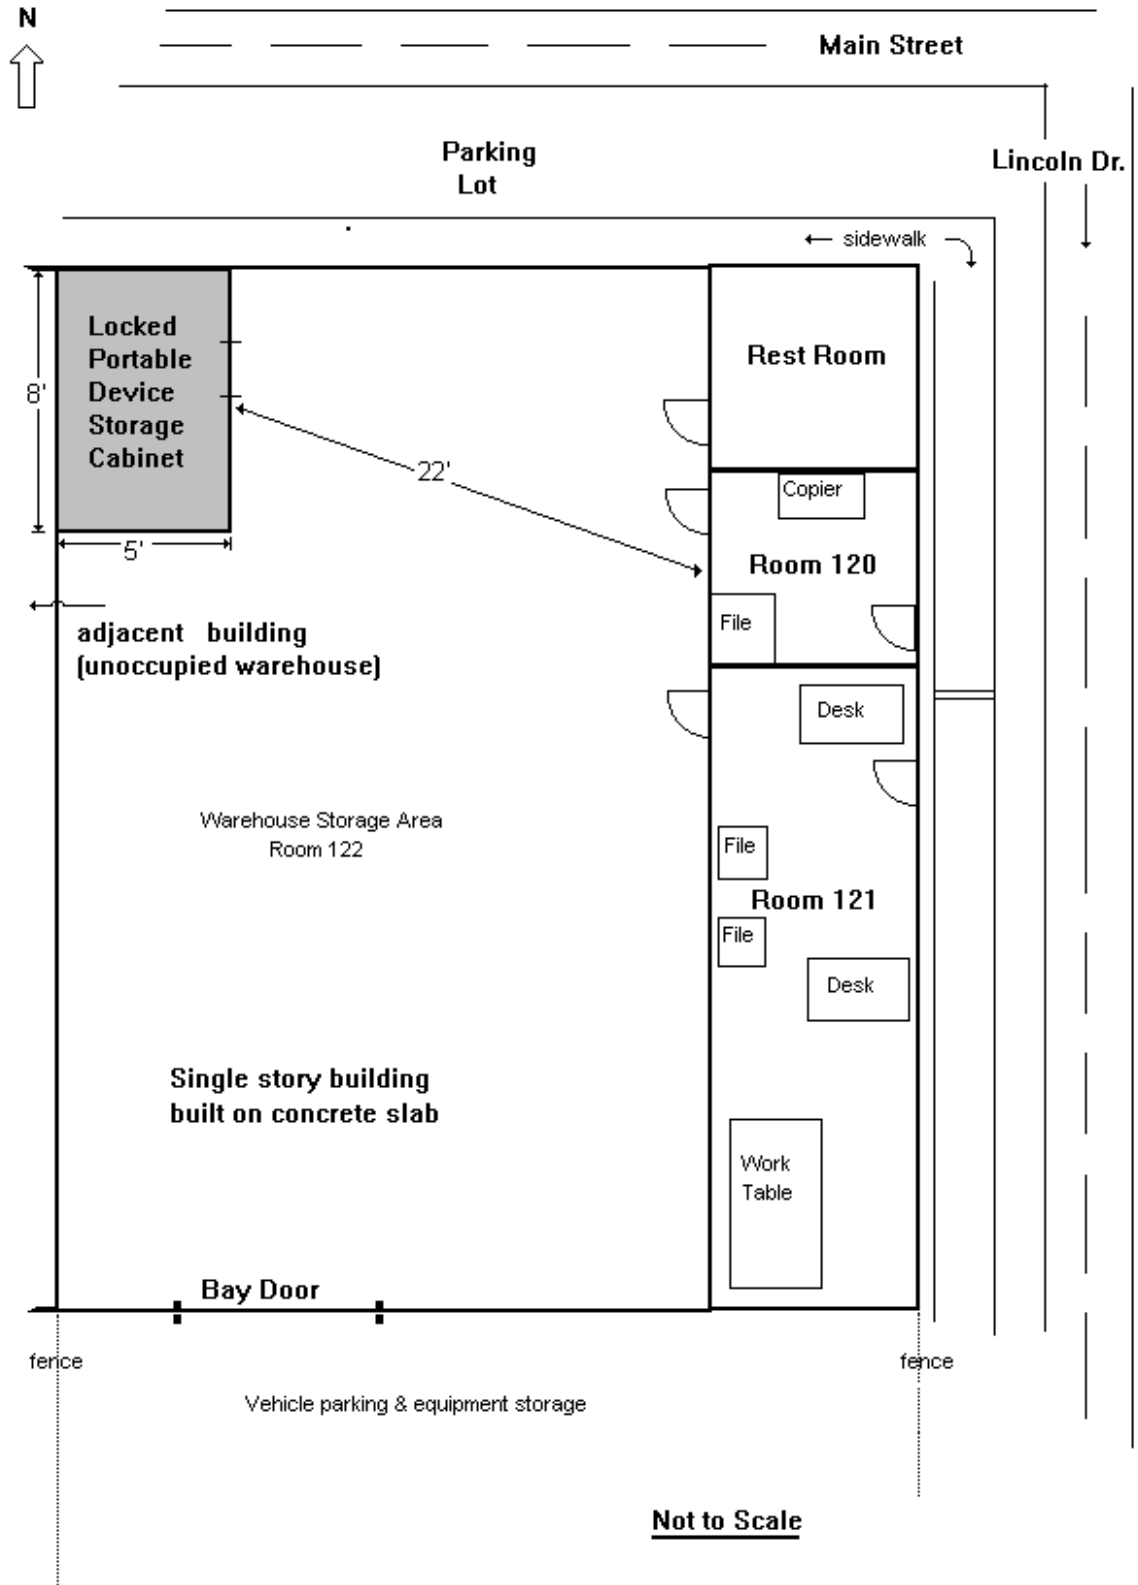 N
Main Street
Parking
Lot
Lincoln Dr.
sidewalk
Locked
Portable
Device
Storage
Cabinet
8'
5'
22'
Rest Room
Copier
Room 120
File
adjacent building
(unoccupied warehouse)
Desk
Warehouse Storage Area
Room 122
File
Room 121
File
Desk
Single story building
built on concrete slab
Work
Table
Bay Door
fence
fence
Vehicle parking & equipment storage
Not to Scale